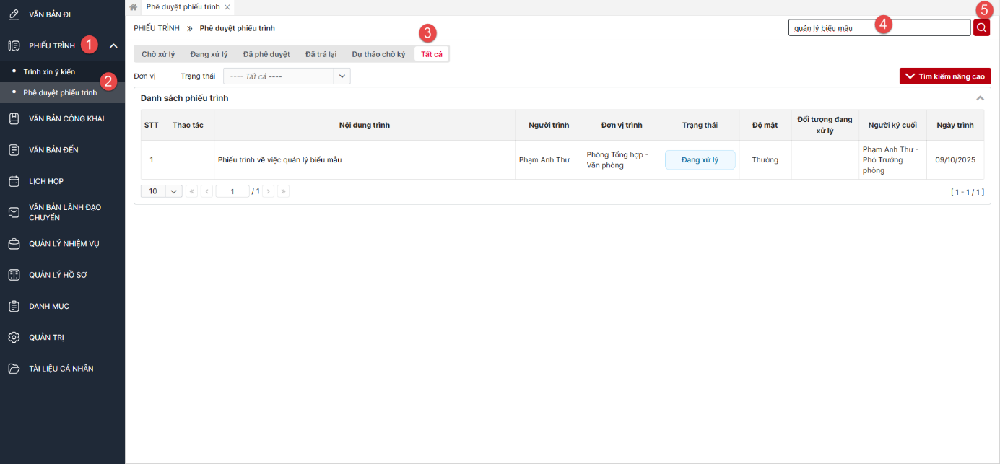 VĂN BẢN ĐI
PHIẾU TRÌNH
1
Trình xin ý kiến
2
Phê duyệt phiếu trình
VĂN BẢN CÔNG KHAI
VĂN BẢN ĐẾN
LỊCH HỌP
VĂN BẢN LÃNH ĐẠO
CHUYỂN
QUẢN LÝ NHIỆM VỤ
QUẢN LÝ HỒ SƠ
DANH MỤC
QUẢN TRỊ
TÀI LIỆU CÁ NHÂN
Phê duyệt phiếu trình
PHIẾU TRÌNH » Phê duyệt phiếu trình
quản lý biểu mẫu
4
5
3
Chờ xử lý Đang xử lý Đã phê duyệt Đã trả lại Dự thảo chờ ký Tất cả
Đơn vị Trạng thái ---- Tất cả ----
Tìm kiếm nâng cao
Danh sách phiếu trình
STT Thao tác Nội dung trình Người trình Đơn vị trình Trạng thái Độ mật Đối tượng đang xử lý Người ký cuối Ngày trình
1 Phiếu trình về việc quản lý biểu mẫu Phạm Anh Thư Phòng Tổng hợp - Văn phòng Đang xử lý Thường Phạm Anh Thư - Phó Trưởng phòng 09/10/2025
10 « ‹ 1 / 1 › »
[ 1 - 1 / 1 ]